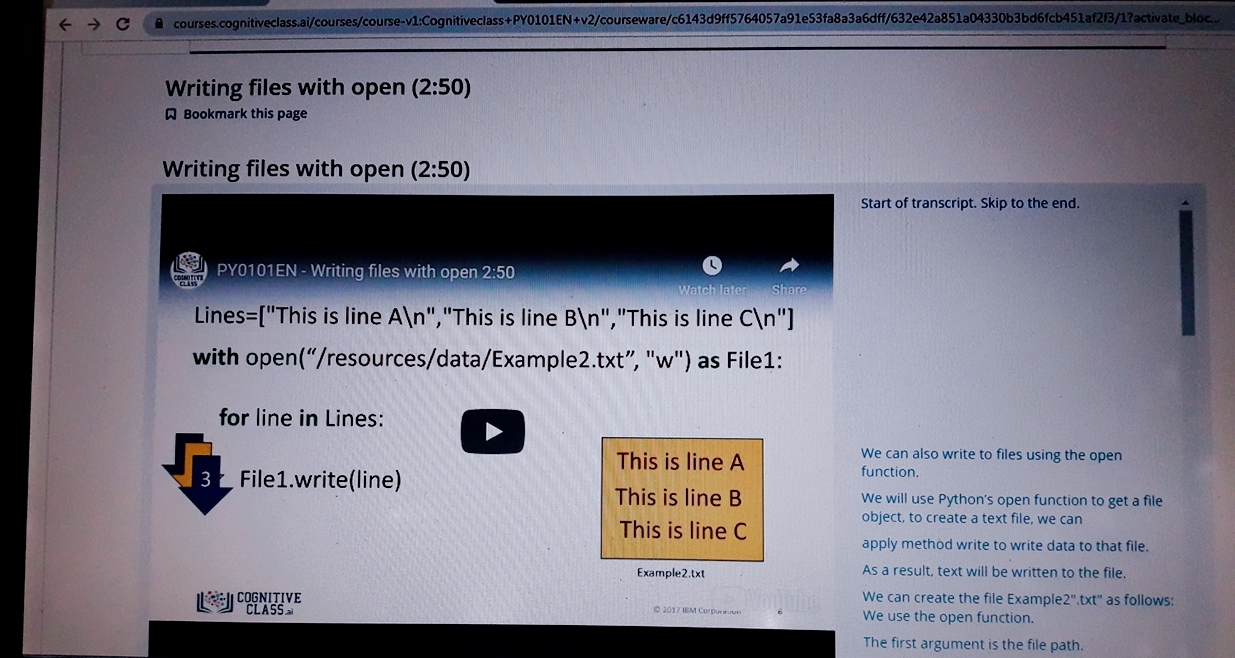 courses.cognitiveclass.ai/courses/course-v1:Cognitiveclass+PY0101EN+v2/courseware/c6143d9ff5764057a91e53fa8a3a6dff/632e42a851a04330b3bd6fcb451af2f3/1?activate_bloc...
Writing files with open (2:50)
Bookmark this page
Writing files with open (2:50)
Start of transcript. Skip to the end.
COGNITIVE CLASS
PY0101EN - Writing files with open 2:50
Watch later
Share
Lines=["This is line A\n","This is line B\n","This is line C\n"]
with open(“/resources/data/Example2.txt”, "w") as File1:
for line in Lines:
3
File1.write(line)
This is line A
This is line B
This is line C
Example2.txt
COGNITIVE
CLASS.ai
© 2017 IBM Corporation
6
YouTube
We can also write to files using the open
function.
We will use Python's open function to get a file
object, to create a text file, we can
apply method write to write data to that file.
As a result, text will be written to the file.
We can create the file Example2".txt" as follows:
We use the open function.
The first argument is the file path.